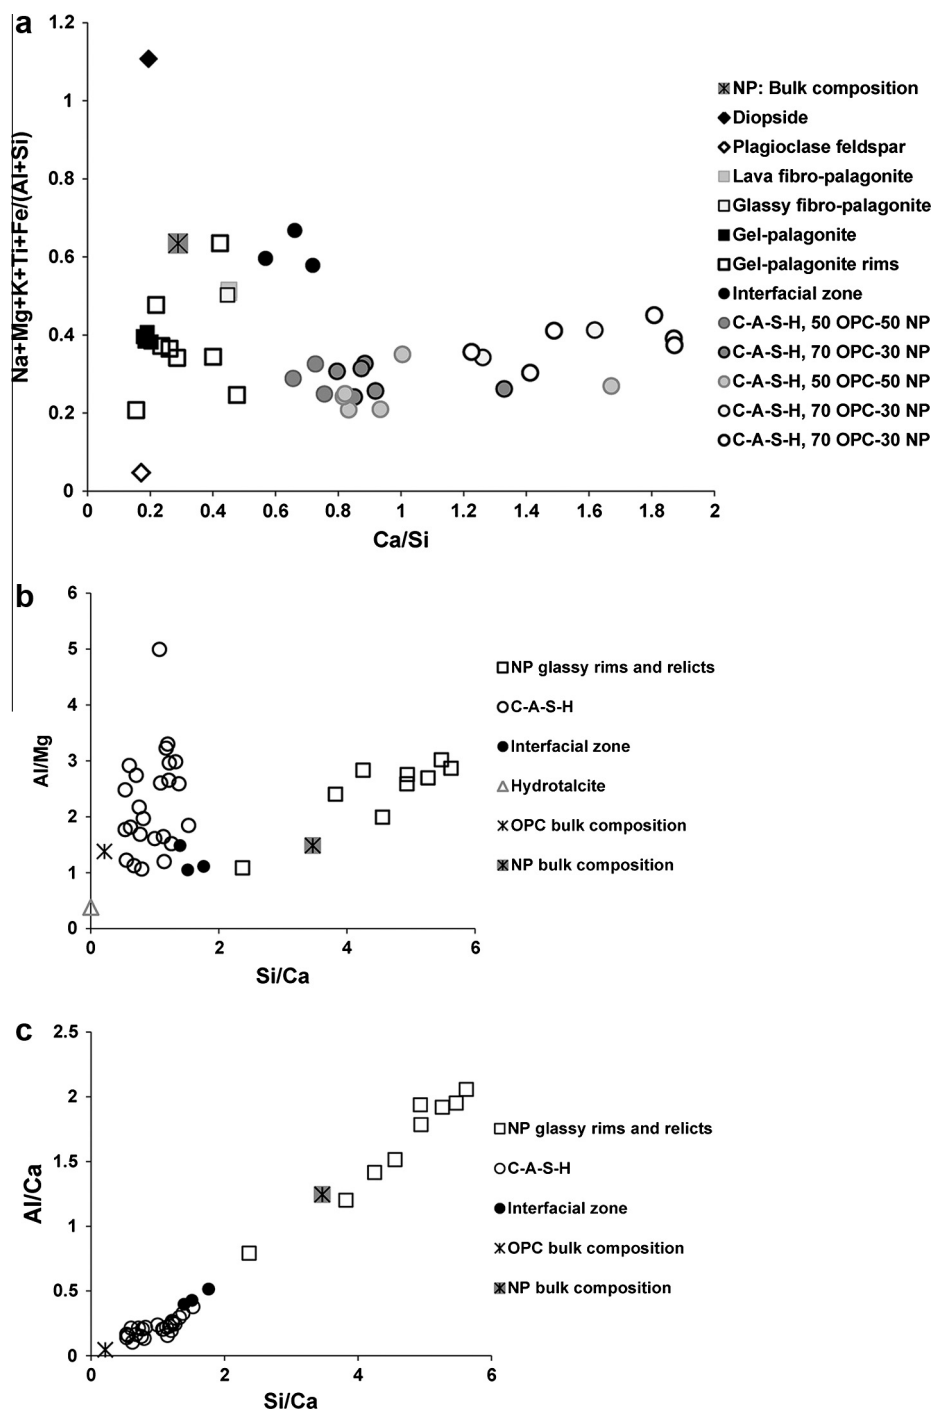 a
1.2
1
0.8
0.6
0.4
0.2
0
Na+Mg+K+Ti+Fe/(Al+Si)
0 0.2 0.4 0.6 0.8 1 1.2 1.4 1.6 1.8 2
Ca/Si
NP: Bulk composition
Diopside
Plagioclase feldspar
Lava fibro-palagonite
Glassy fibro-palagonite
Gel-palagonite
Gel-palagonite rims
Interfacial zone
C-A-S-H, 50 OPC-50 NP
C-A-S-H, 70 OPC-30 NP
C-A-S-H, 50 OPC-50 NP
C-A-S-H, 70 OPC-30 NP
C-A-S-H, 70 OPC-30 NP
b
6
5
4
3
2
1
0
Al/Mg
0 2 4 6
Si/Ca
NP glassy rims and relicts
C-A-S-H
Interfacial zone
Hydrotalcite
OPC bulk composition
NP bulk composition
c
2.5
2
1.5
1
0.5
0
Al/Ca
0 2 4 6
Si/Ca
NP glassy rims and relicts
C-A-S-H
Interfacial zone
OPC bulk composition
NP bulk composition